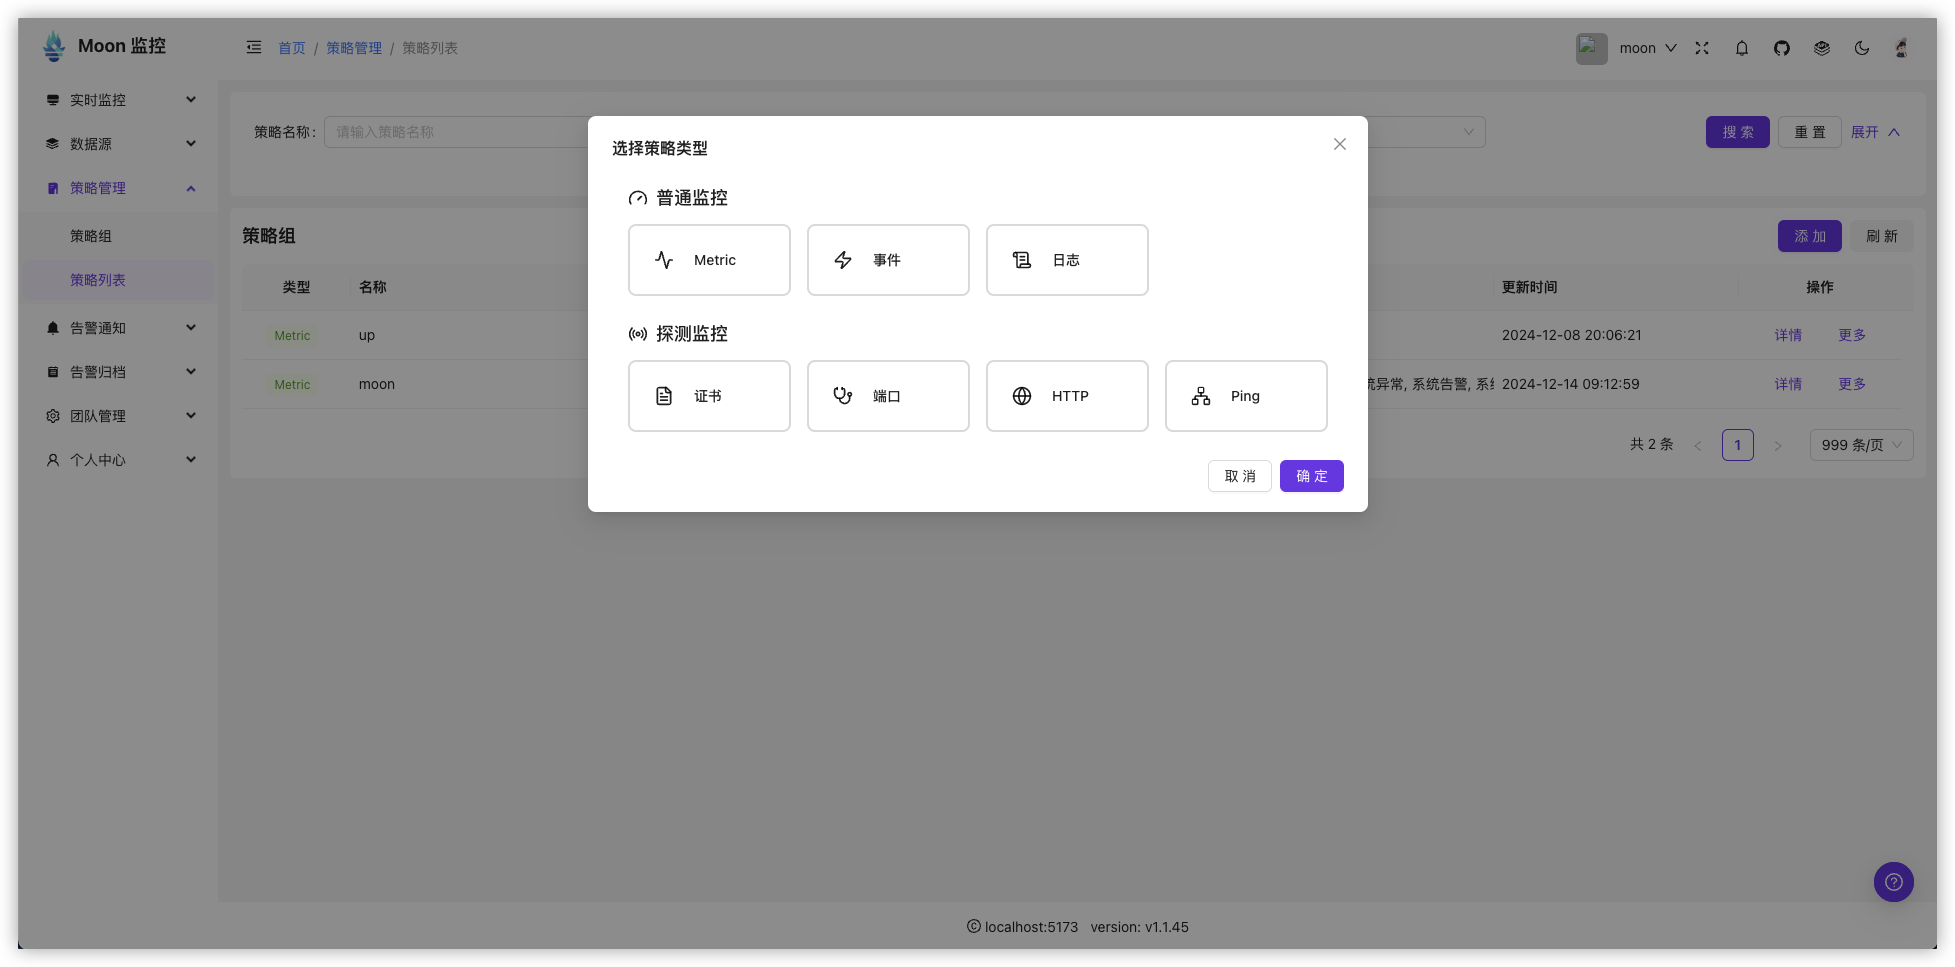 Moon 监控
首页 / 策略管理 / 策略列表
moon
实时监控
数据源
策略管理
策略组
策略列表
告警通知
告警归档
团队管理
个人中心
策略名称: 请输入策略名称
搜 索 重 置 展开
策略组
添 加 刷 新
类型 名称 更新时间 操作
Metric up 2024-12-08 20:06:21 详情 更多
Metric moon 统异常, 系统告警, 系统 2024-12-14 09:12:59 详情 更多
共 2 条 < 1 > 999 条/页
选择策略类型
普通监控
Metric 事件 日志
探测监控
证书 端口 HTTP Ping
取 消 确 定
© localhost:5173 version: v1.1.45